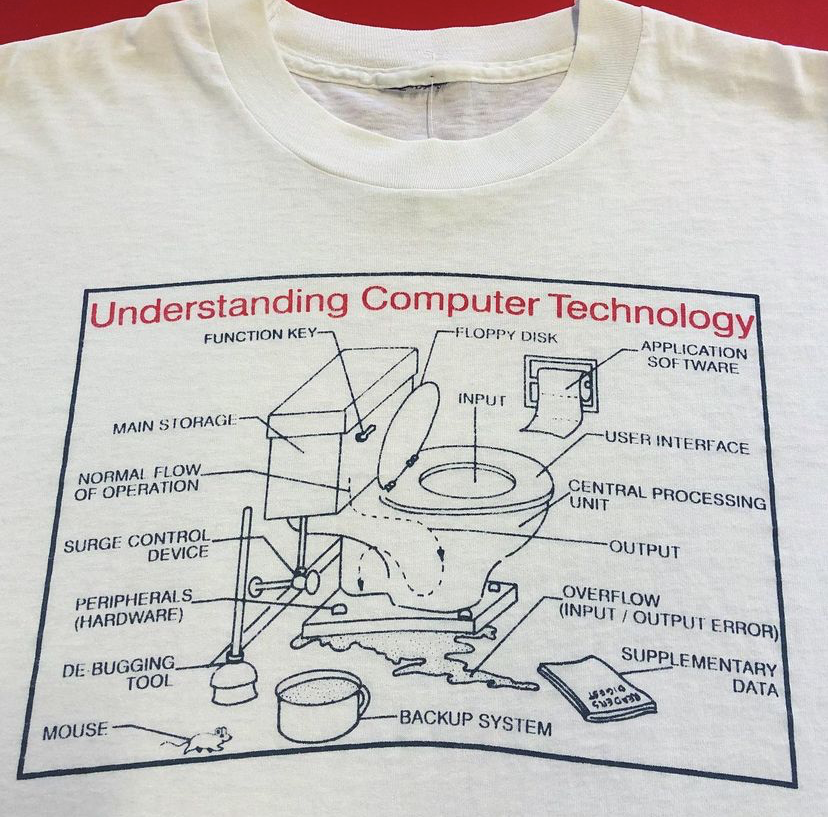 Understanding Computer Technology
FUNCTION KEY
FLOPPY DISK
APPLICATION
SOFTWARE
INPUT
MAIN STORAGE
USER INTERFACE
NORMAL FLOW
OF OPERATION
CENTRAL PROCESSING
UNIT
SURGE CONTROL
DEVICE
OUTPUT
PERIPHERALS
(HARDWARE)
OVERFLOW
(INPUT / OUTPUT ERROR)
DE-BUGGING
TOOL
SUPPLEMENTARY
DATA
READERS
DIGEST
MOUSE
BACKUP SYSTEM